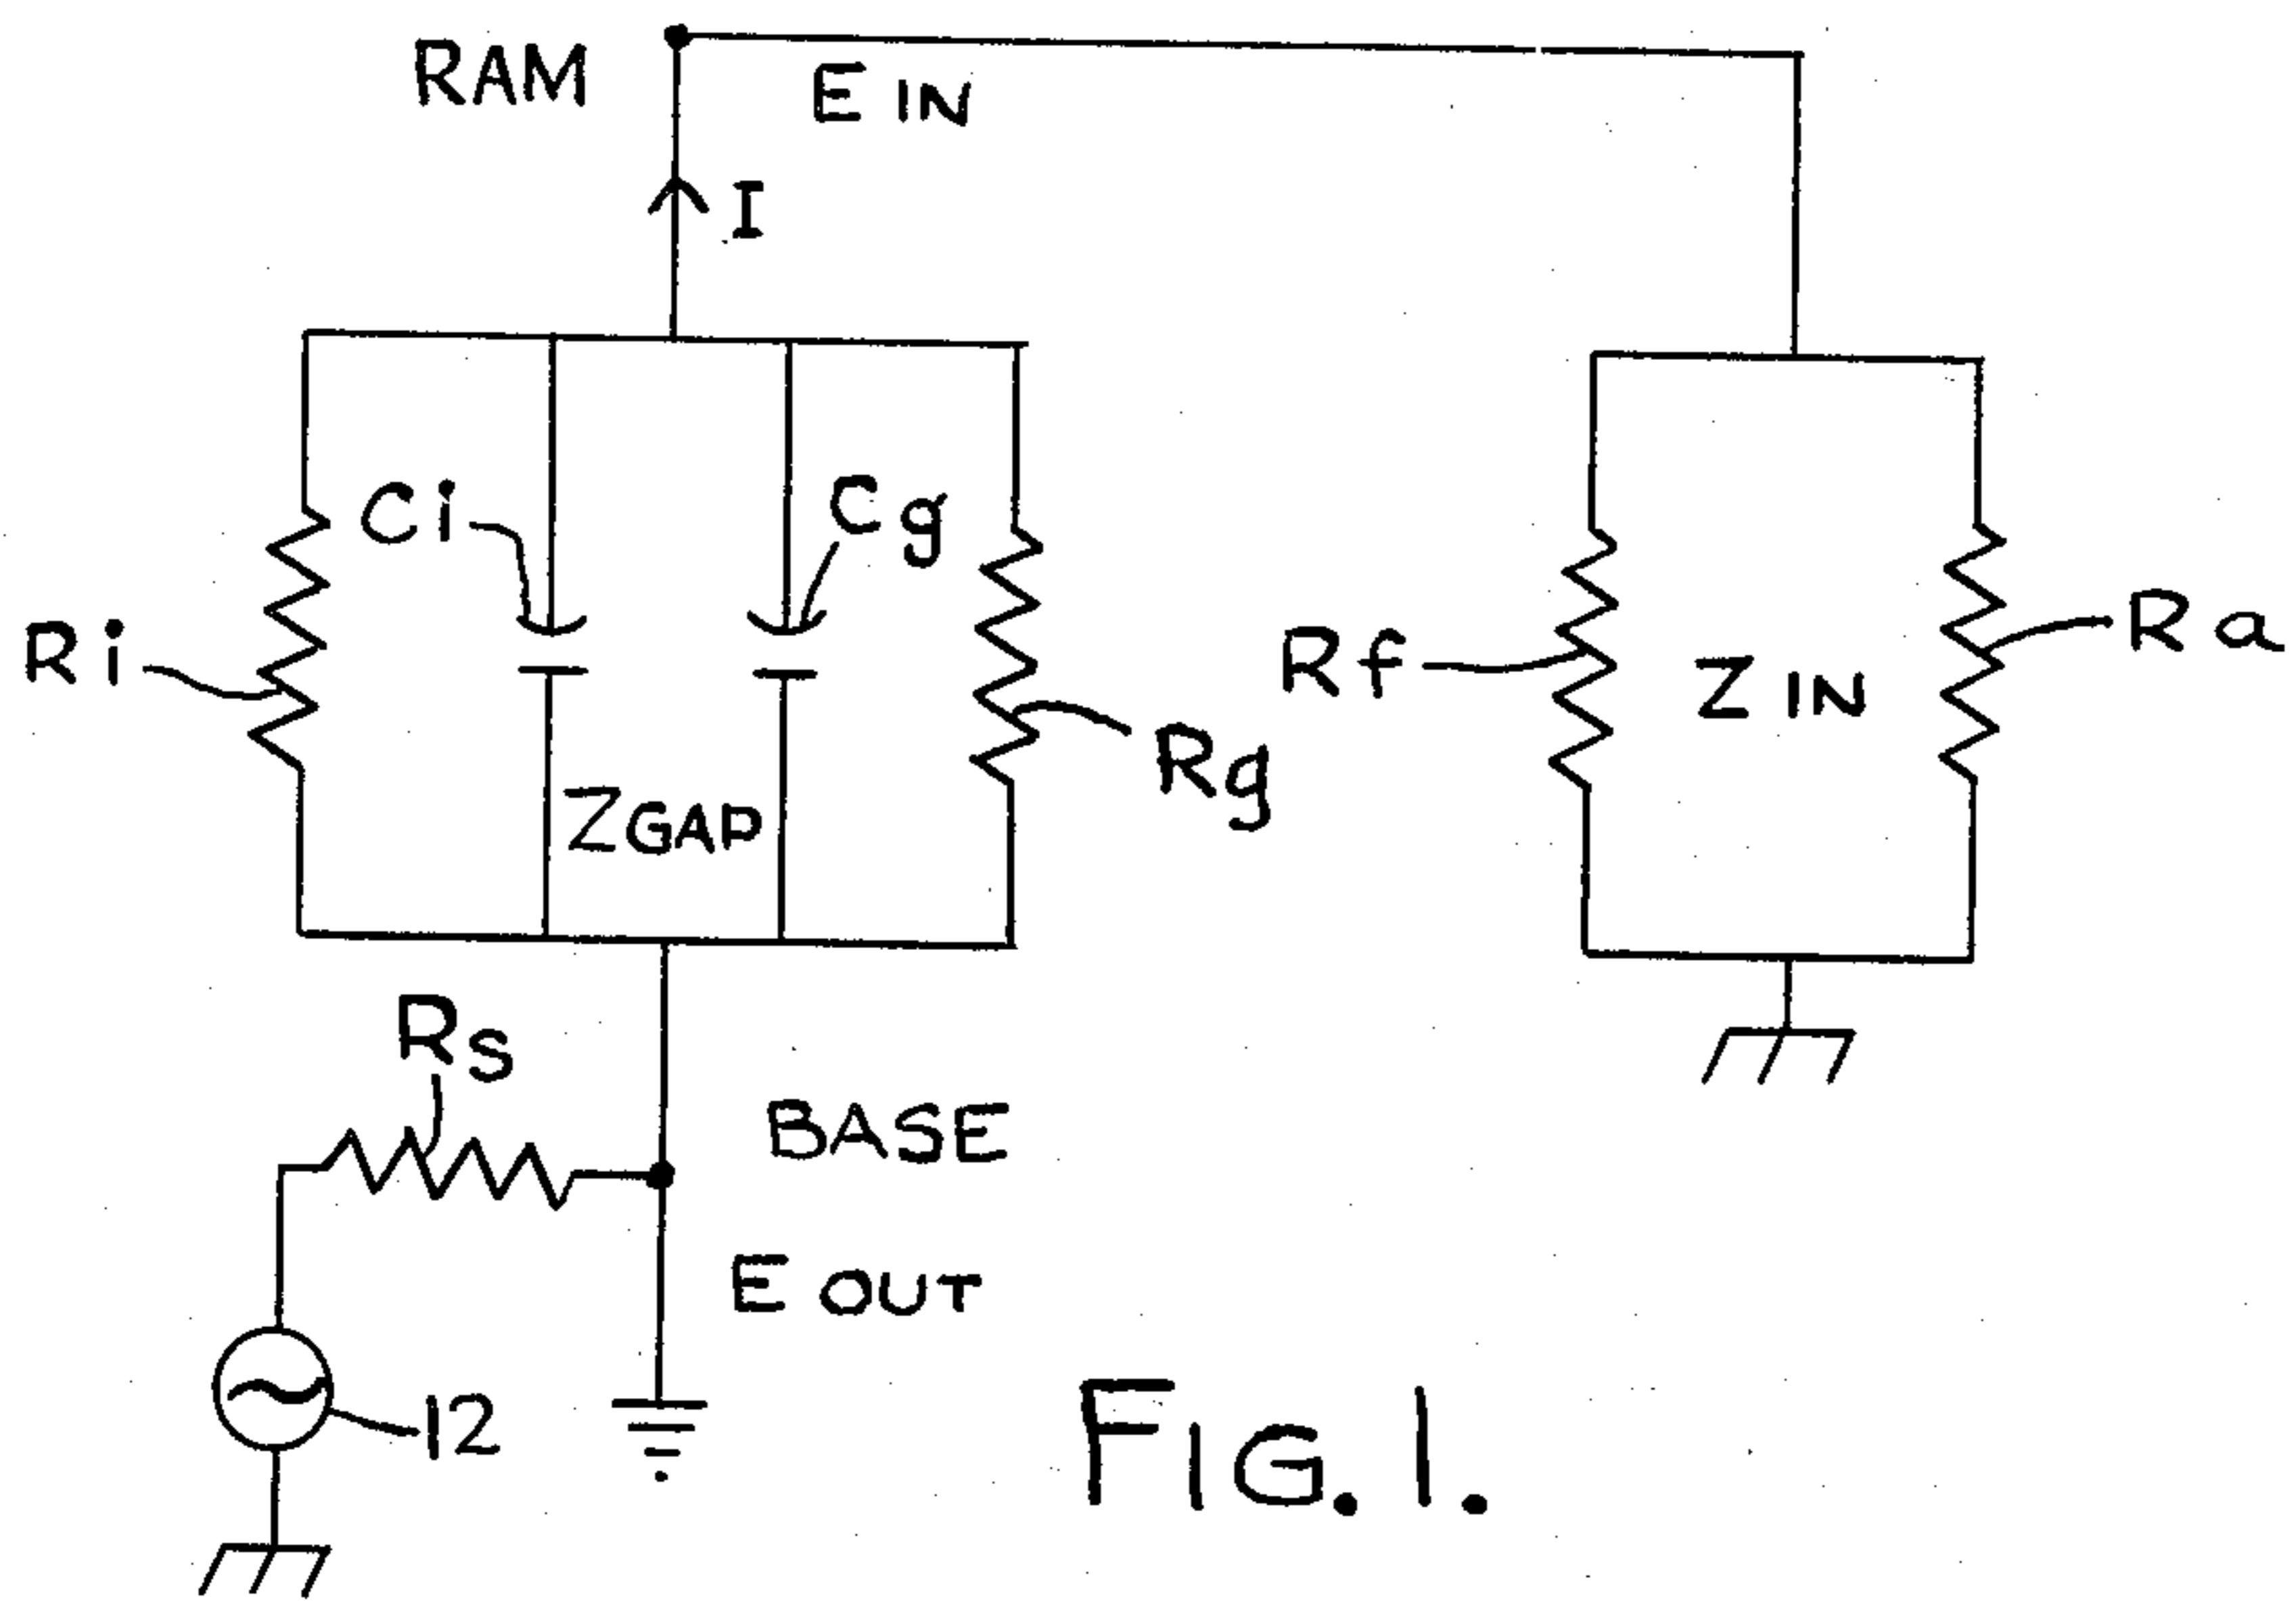 RAM
E IN
I
Ci
Cg
Ri
Rf
Z IN
Ra
Rg
ZGAP
Rs
BASE
E OUT
12
FIG. 1.